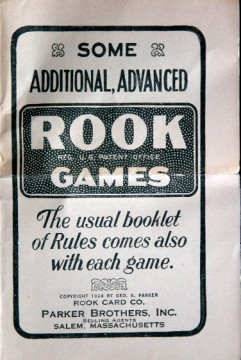 SOME
ADDITIONAL, ADVANCED
ROOK
REG. U.S. PATENT OFFICE
GAMES
The usual booklet
of Rules comes also
with each game.
COPYRIGHT 1924 BY GEO. S. PARKER
ROOK CARD CO.
PARKER BROTHERS, INC.
SELLING AGENTS
SALEM, MASSACHUSETTS